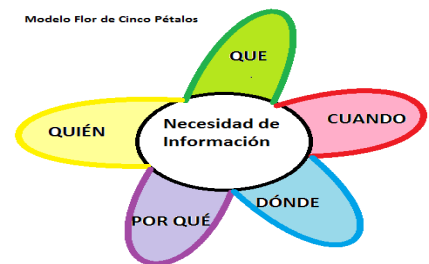 Modelo Flor de Cinco Pétalos
QUE
CUANDO
QUIÉN
Necesidad de
Información
DÓNDE
POR QUÉ